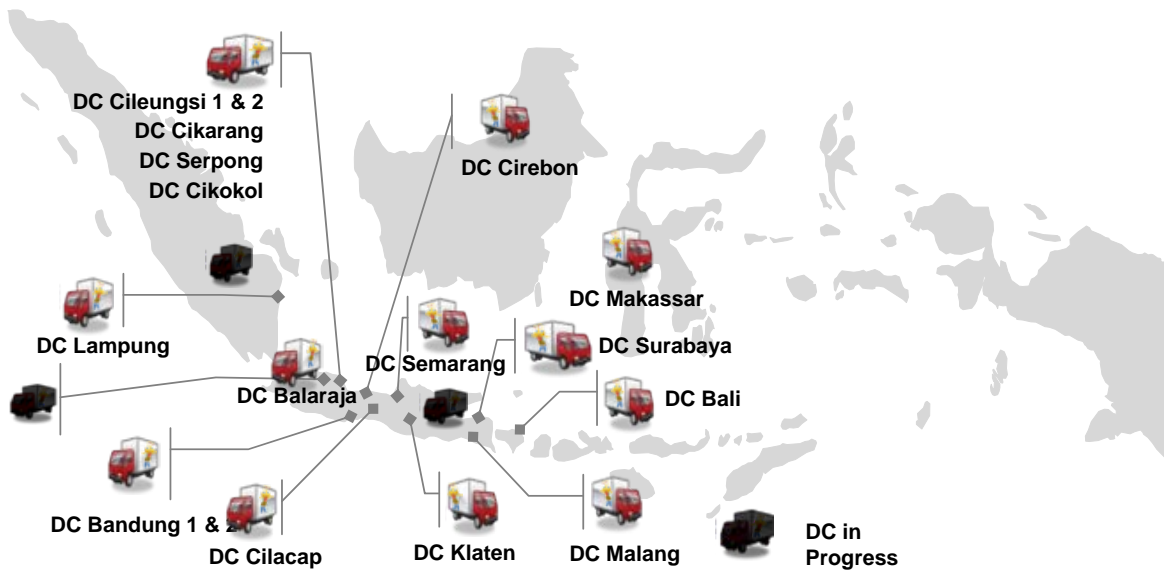 DC Cileungsi 1 & 2
DC Cikarang
DC Serpong
DC Cikokol
DC Cirebon
DC Makassar
DC Lampung
DC Semarang
DC Surabaya
DC Balaraja
DC Bali
DC Bandung 1 & 2
DC Cilacap
DC Klaten
DC Malang
DC in
Progress